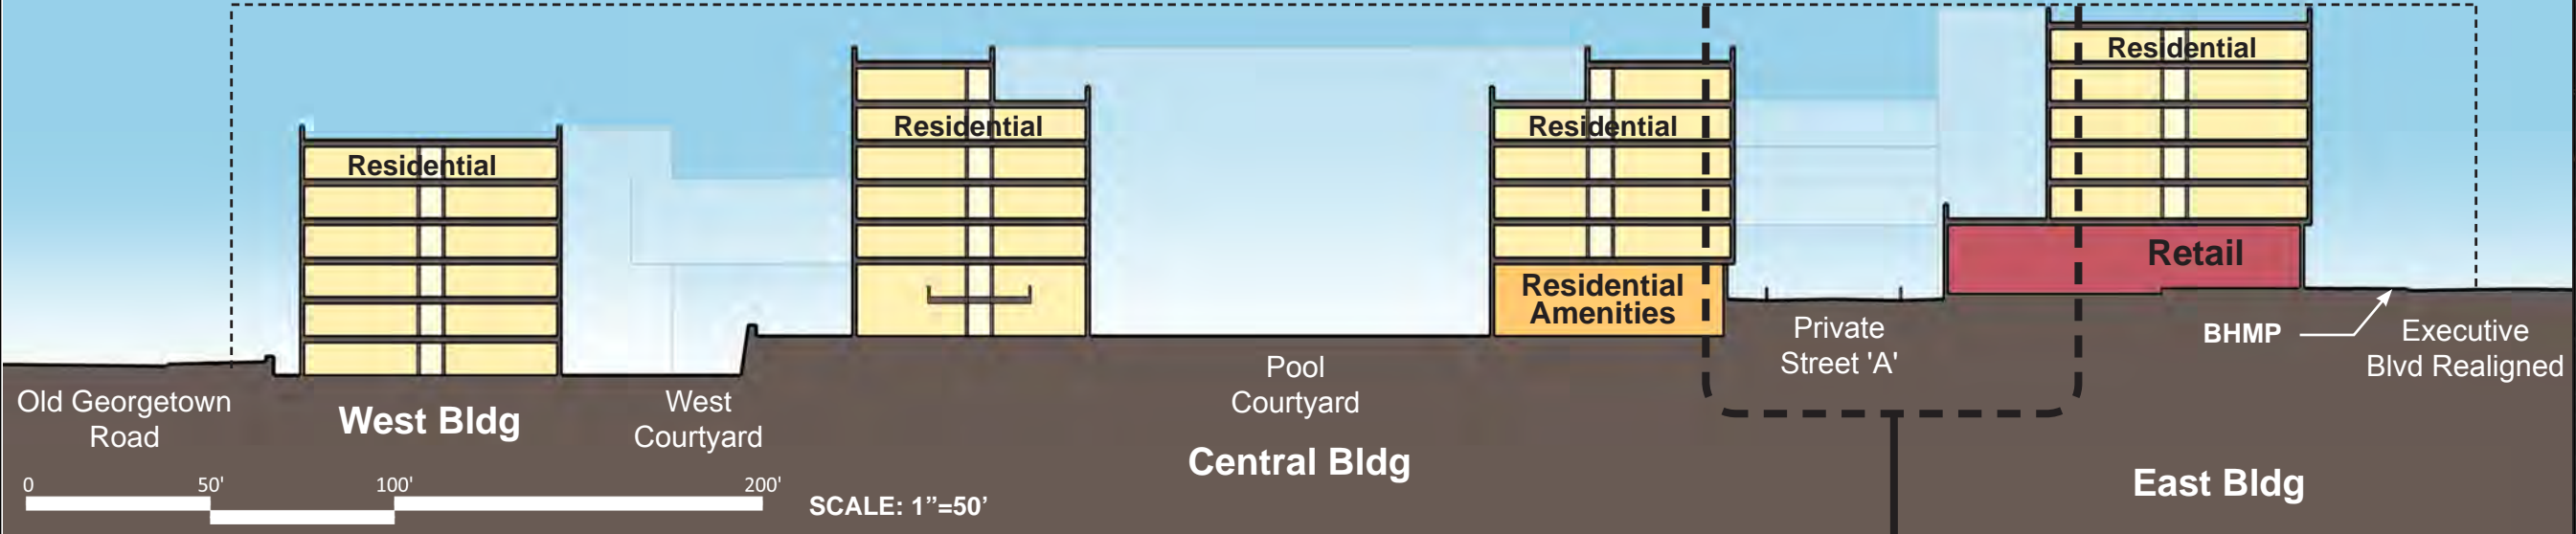 Residential
Residential
Residential
Residential
Retail
Residential
Amenities
Private
Street 'A'
BHMP
Executive
Blvd Realigned
Pool
Courtyard
Old Georgetown
Road
West Bldg
West
Courtyard
Central Bldg
East Bldg
0 50' 100' 200'
SCALE: 1”=50’